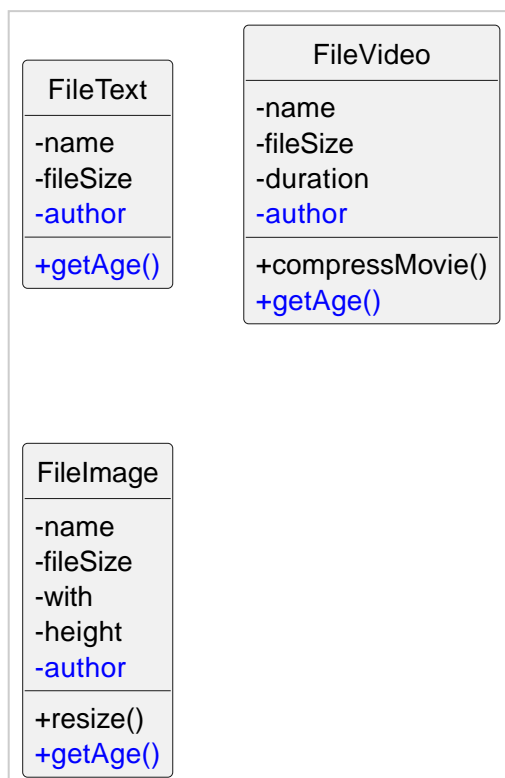 FileText
-name
-fileSize
-author
+getAge()
FileVideo
-name
-fileSize
-duration
-author
+compressMovie()
+getAge()
FileImage
-name
-fileSize
-with
-height
-author
+resize()
+getAge()